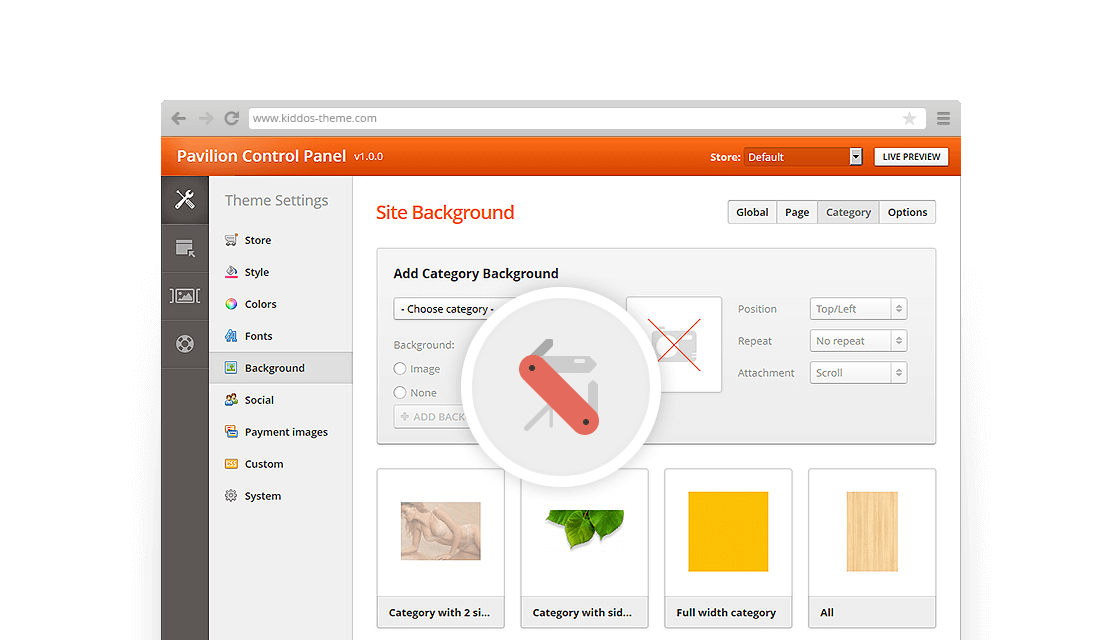 www.kiddos-theme.com
Pavilion Control Panel v1.0.0
Store: Default
LIVE PREVIEW
Theme Settings
Store
Style
Colors
Fonts
Background
Social
Payment images
Custom
System
Site Background
Global Page Category Options
Add Category Background
- Choose category -
Background:
Image
None
ADD BACK
Position Top/Left
Repeat No repeat
Attachment Scroll
Category with 2 si...
Category with sid...
Full width category
All